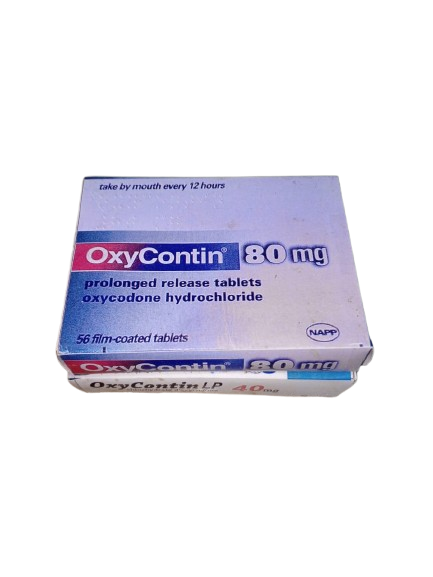 take by mouth every 12 hours
OxyContin® 80 mg
prolonged release tablets
oxycodone hydrochloride
56 film-coated tablets
NAPP
OxyContin® 80 mg
OxyContin LP 40 mg